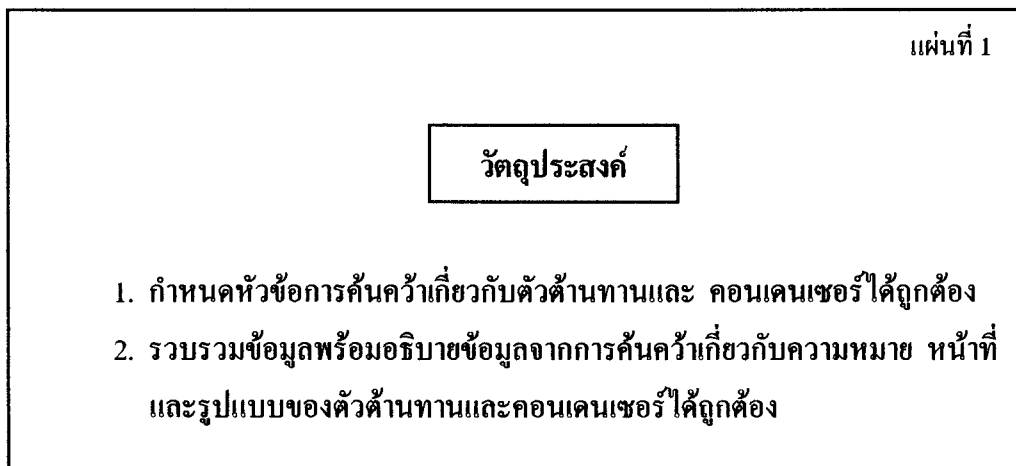 แผ่นที่ 1
วัตถุประสงค์
1. กำหนดหัวข้อการค้นคว้าเกี่ยวกับตัวต้านทานและ คอนเดนเซอร์ได้ถูกต้อง
2. รวบรวมข้อมูลพร้อมอธิบายข้อมูลจากการค้นคว้าเกี่ยวกับความหมาย หน้าที่
และรูปแบบของตัวต้านทานและคอนเดนเซอร์ได้ถูกต้อง